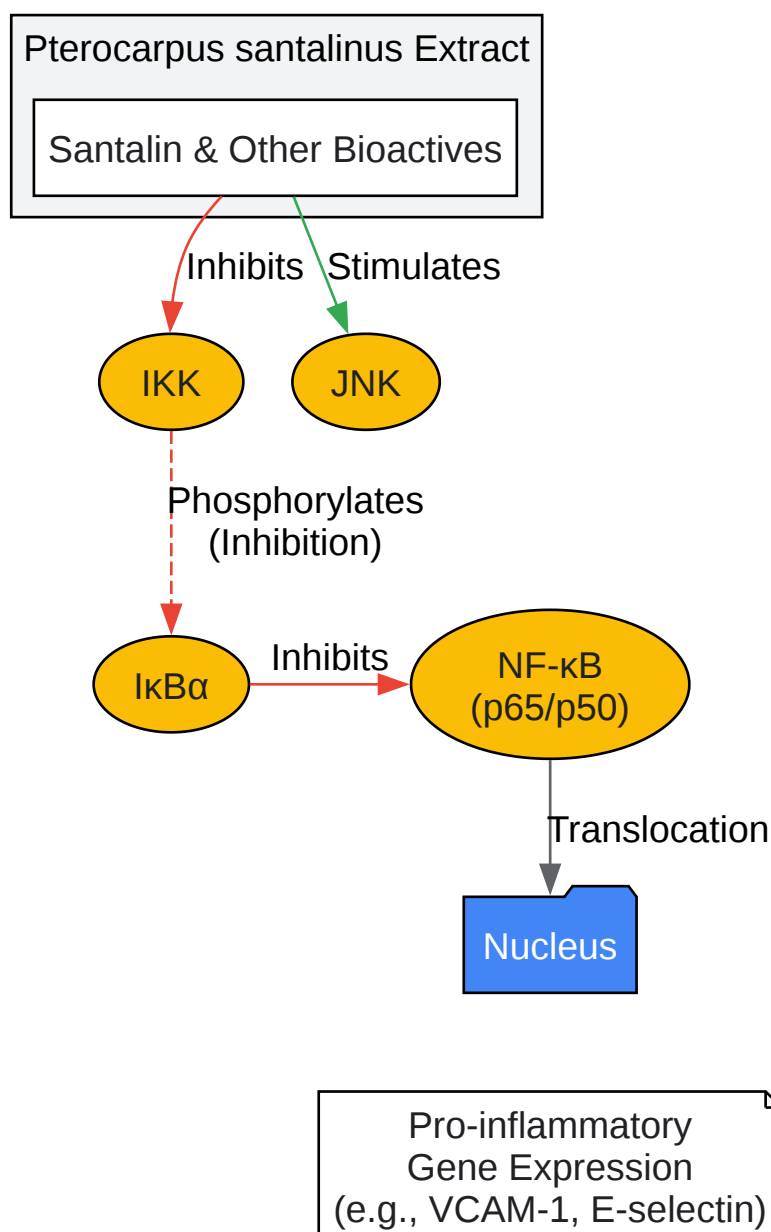 Pterocarpus santalinus Extract
Santalin & Other Bioactives
Inhibits
Stimulates
IKK
JNK
Phosphorylates
(Inhibition)
IκBα
Inhibits
NF-κB
(p65/p50)
Translocation
Nucleus
Pro-inflammatory
Gene Expression
(e.g., VCAM-1, E-selectin)